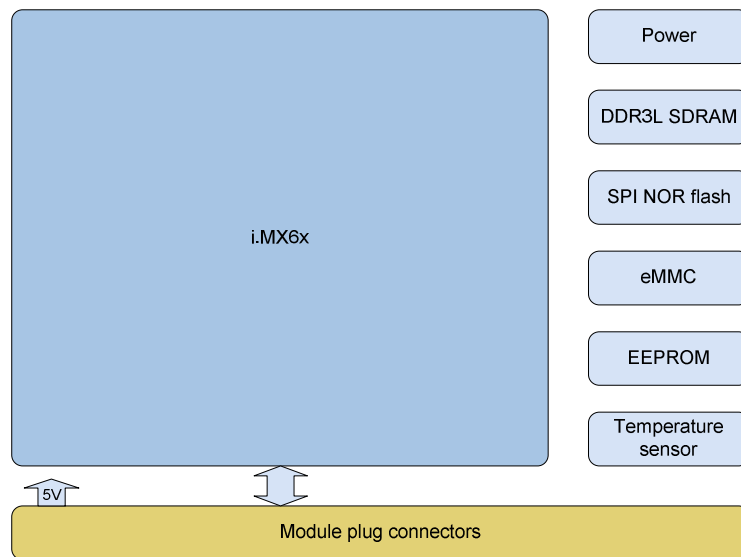 Power
DDR3L SDRAM
SPI NOR flash
i.MX6x
eMMC
EEPROM
Temperature
sensor
5V
Module plug connectors